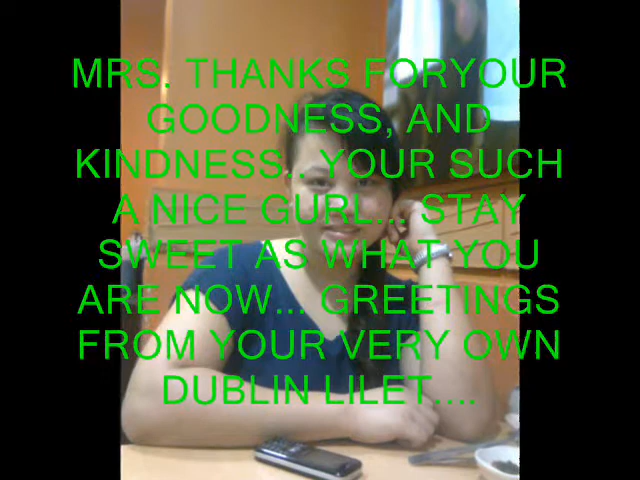 MRS. THANKS FORYOUR
GOODNESS, AND
KINDNESS.. YOUR SUCH
A NICE GURL... STAY
SWEET AS WHAT YOU
ARE NOW... GREETINGS
FROM YOUR VERY OWN
DUBLIN LILET....